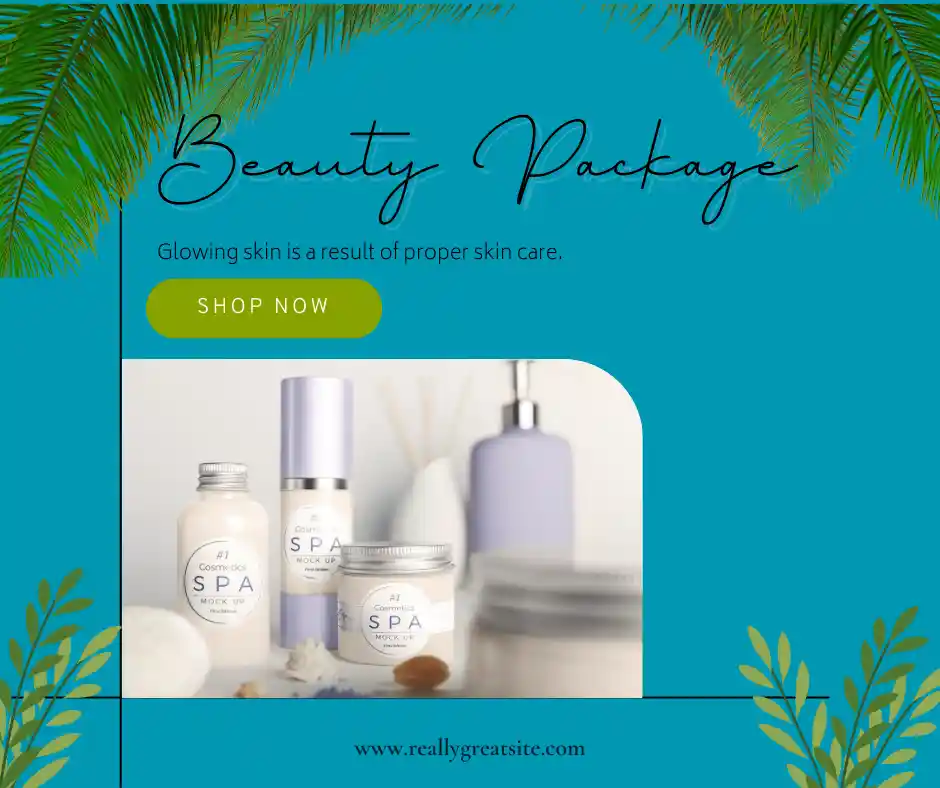 Beauty Package
Glowing skin is a result of proper skin care.
SHOP NOW
#1
Cosmetics
SPA
MOCK UP
Cosmetics
SPA
MOCK UP
#1
Cosmetics
SPA
MOCK UP
www.reallygreatsite.com